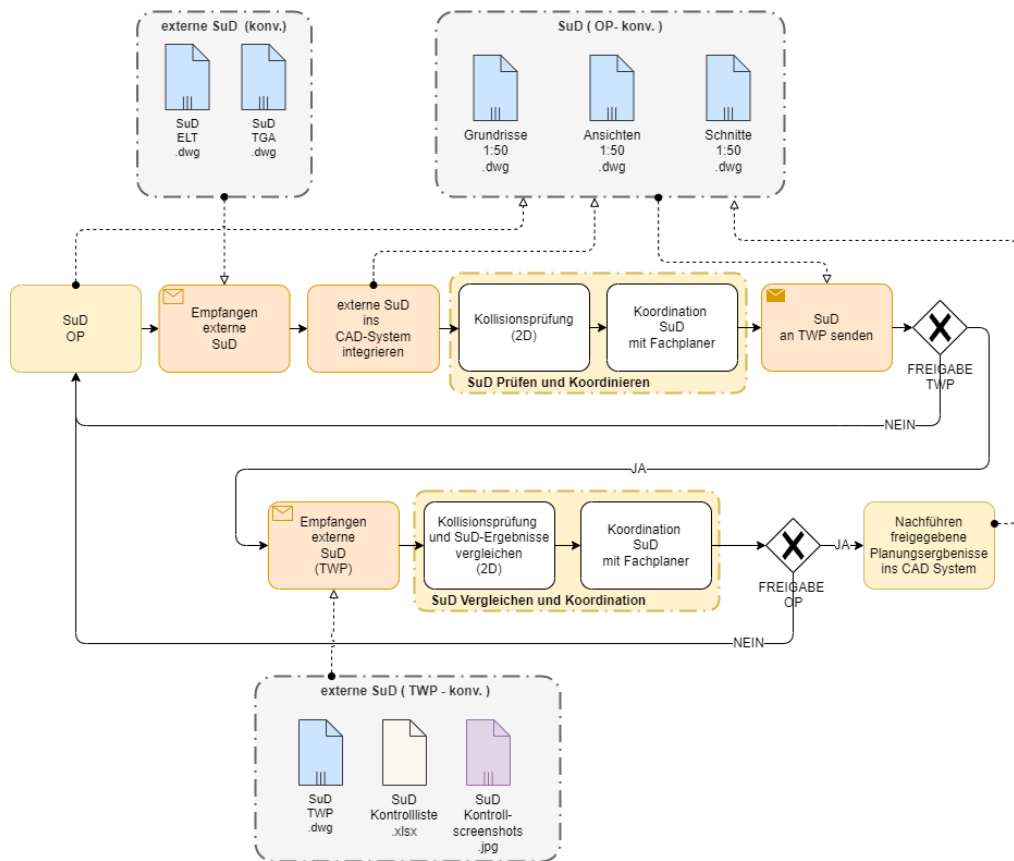 externe SuD (konv.)
SuD
ELT
.dwg
SuD
TGA
.dwg
SuD ( OP- konv. )
Grundrisse
1:50
.dwg
Ansichten
1:50
.dwg
Schnitte
1:50
.dwg
SuD
OP
Empfangen
externe
SuD
externe SuD
ins
CAD-System
integrieren
Kollisionsprüfung
(2D)
Koordination
SuD
mit Fachplaner
SuD Prüfen und Koordinieren
SuD
an TWP senden
FREIGABE
TWP
NEIN
JA
Empfangen
externe
SuD
(TWP)
Kollisionsprüfung
und SuD-Ergebnisse
vergleichen
(2D)
Koordination
SuD
mit Fachplaner
SuD Vergleichen und Koordination
FREIGABE
OP
JA
Nachführen
freigegebene
Planungsergbenisse
ins CAD System
NEIN
externe SuD ( TWP - konv. )
SuD
TWP
.dwg
SuD
Kontrollliste
.xlsx
SuD
Kontroll-
screenshots
.jpg